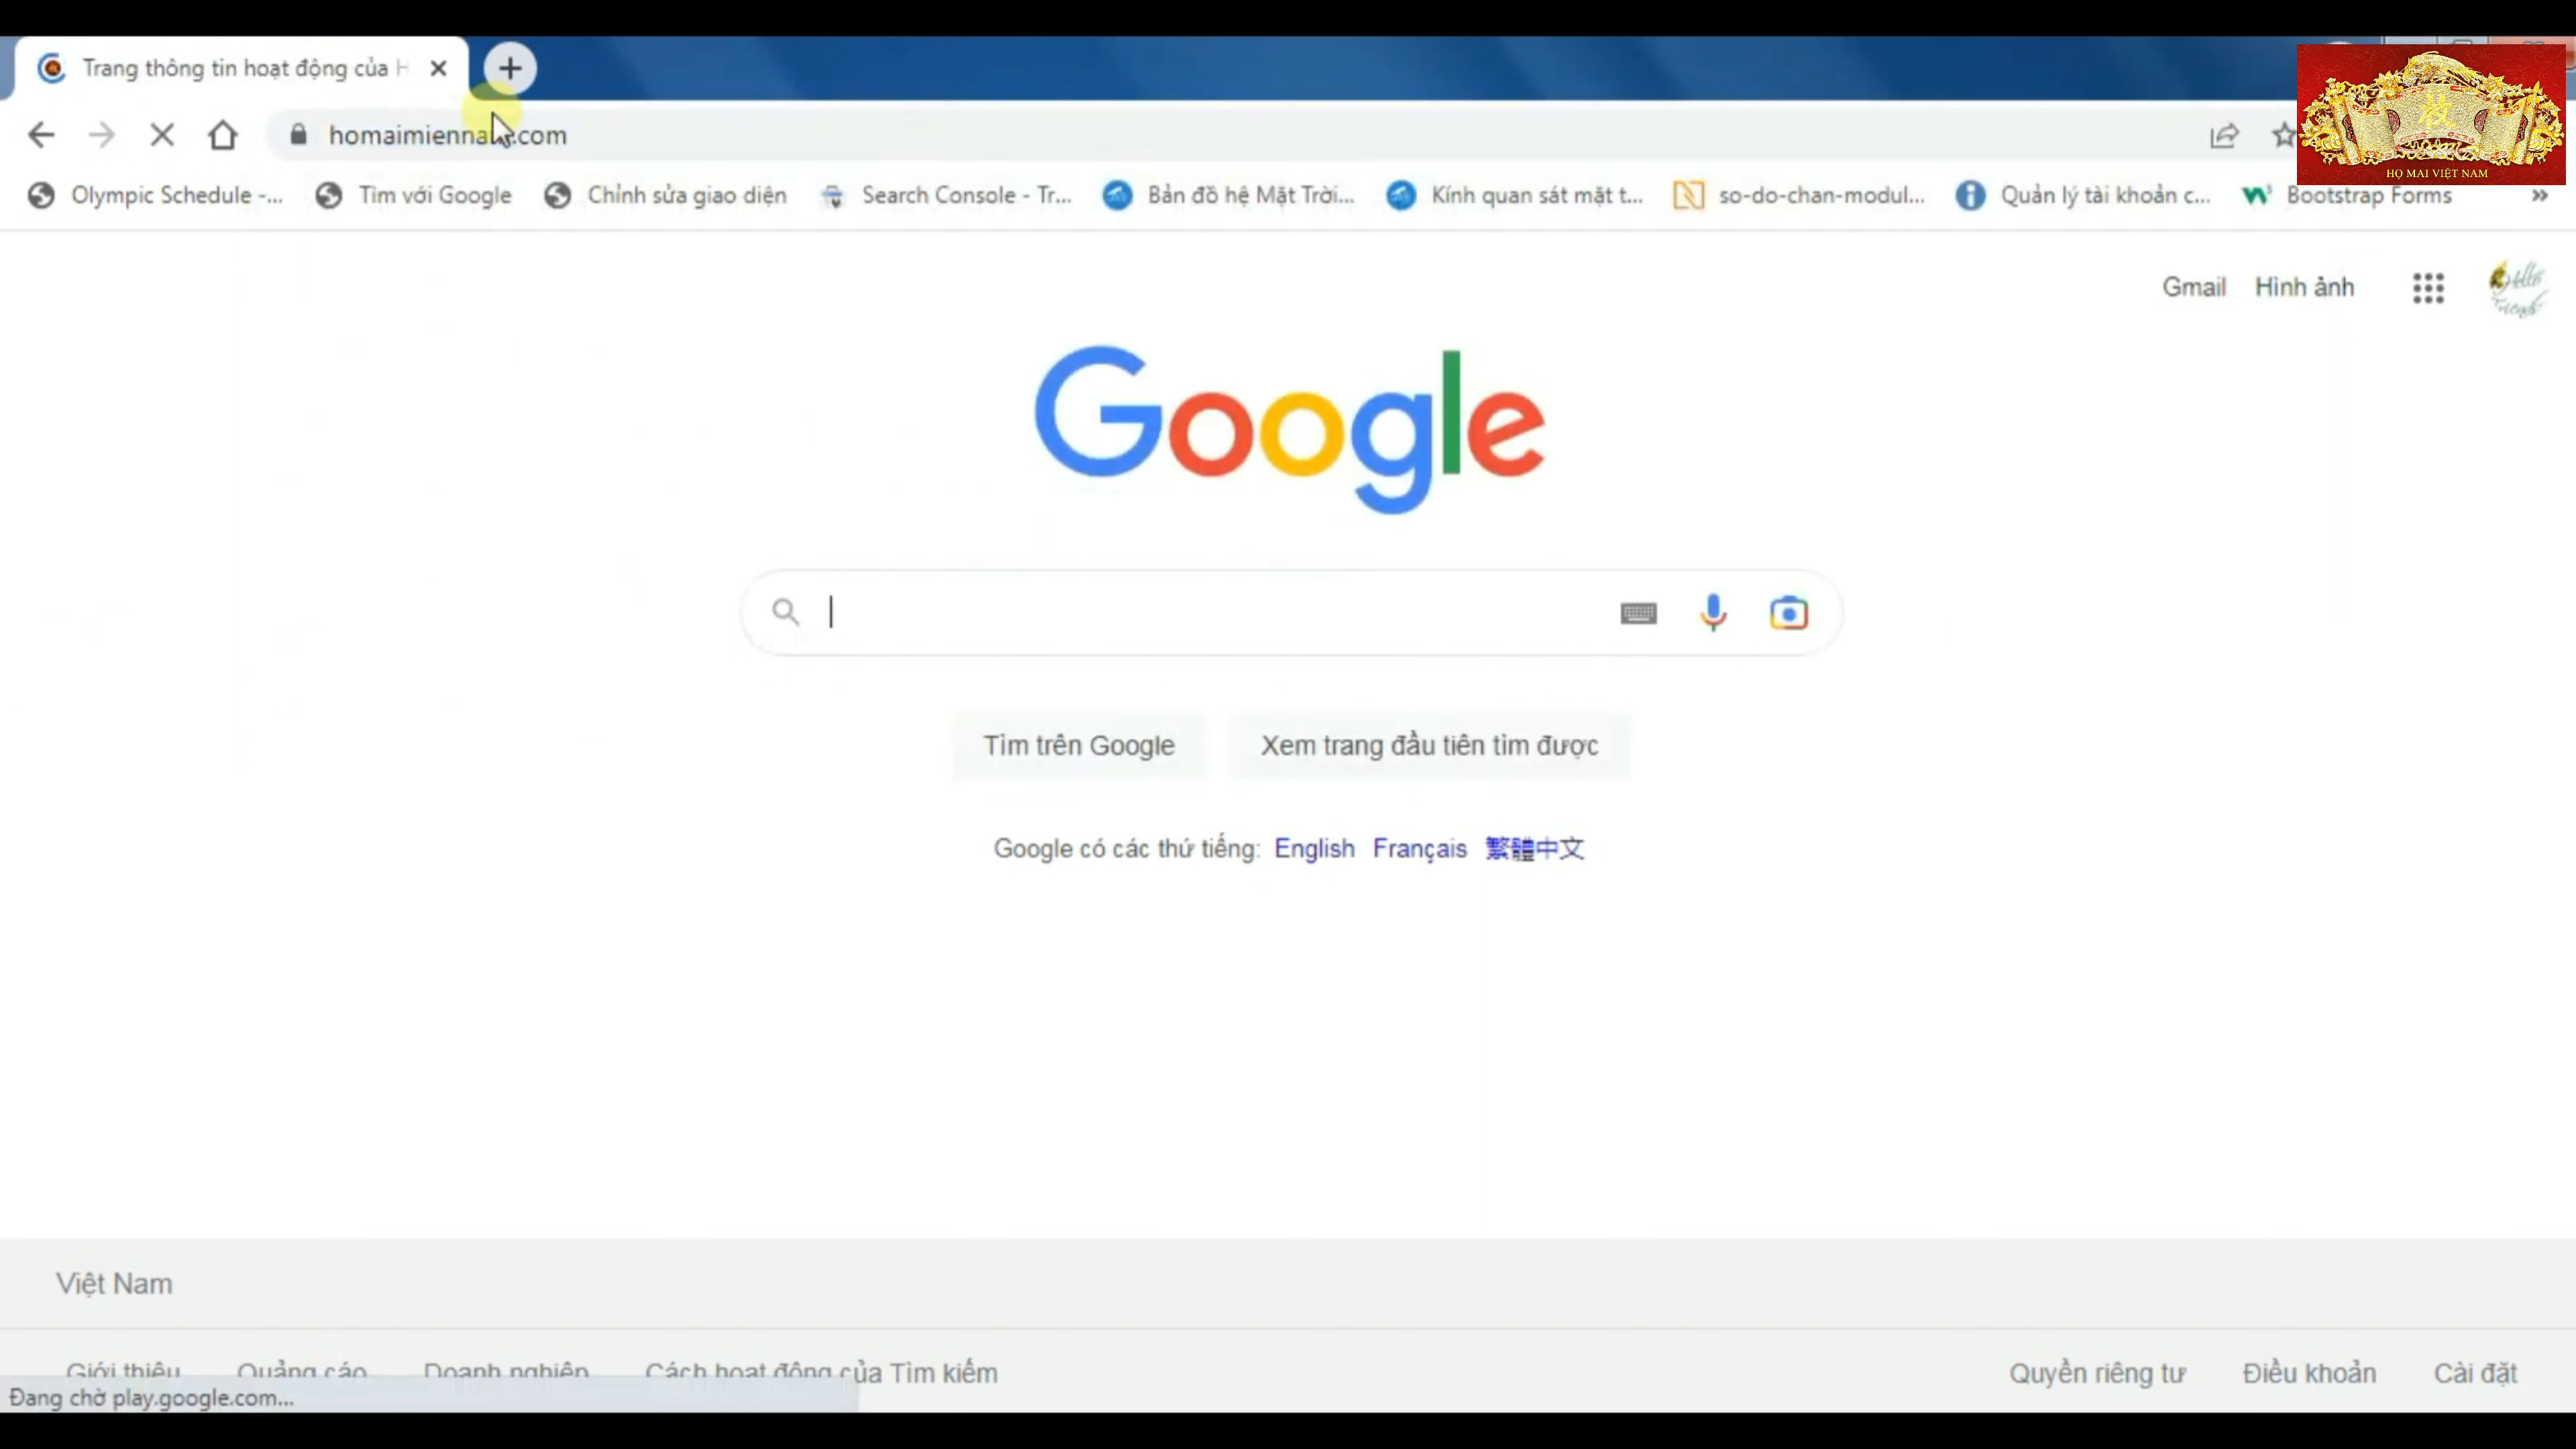 Trang thông tin hoạt động của H
Olympic Schedule -...
Tìm với Google
Chỉnh sửa giao diện
Search Console - Tr...
Bản đồ hệ Mặt Trời...
Kính quan sát mặt t...
so-do-chan-modul...
Quản lý tài khoản c...
Bootstrap Forms
HỌ MAI VIỆT NAM
Gmail
Hình ảnh
Hello
Friends
Google
Tìm trên Google
Xem trang đầu tiên tìm được
Google có các thứ tiếng: English Français 繁體中文
Việt Nam
Giới thiệu
Quảng cáo
Doanh nghiệp
Cách hoạt động của Tìm kiếm
Quyền riêng tư
Điều khoản
Cài đặt
Đang chờ play.google.com...